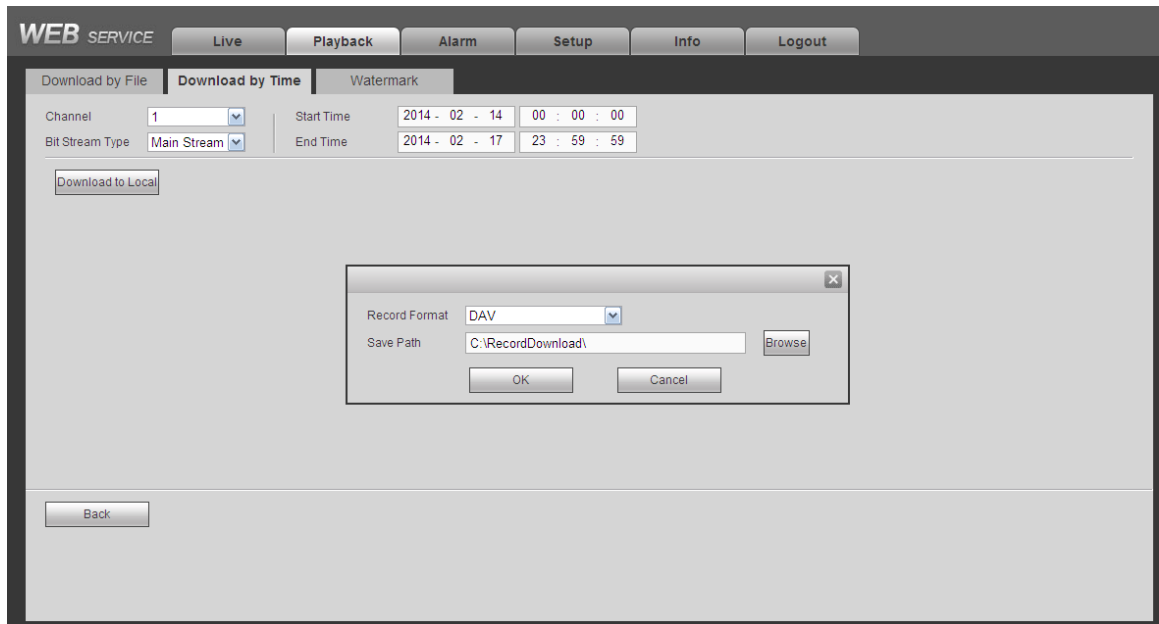 WEB SERVICE Live Playback Alarm Setup Info Logout
Download by File Download by Time Watermark
Channel 1 Start Time 2014 - 02 - 14 00 : 00 : 00
Bit Stream Type Main Stream End Time 2014 - 02 - 17 23 : 59 : 59
Download to Local
Record Format DAV
Save Path C:\RecordDownload\ Browse
OK Cancel
Back